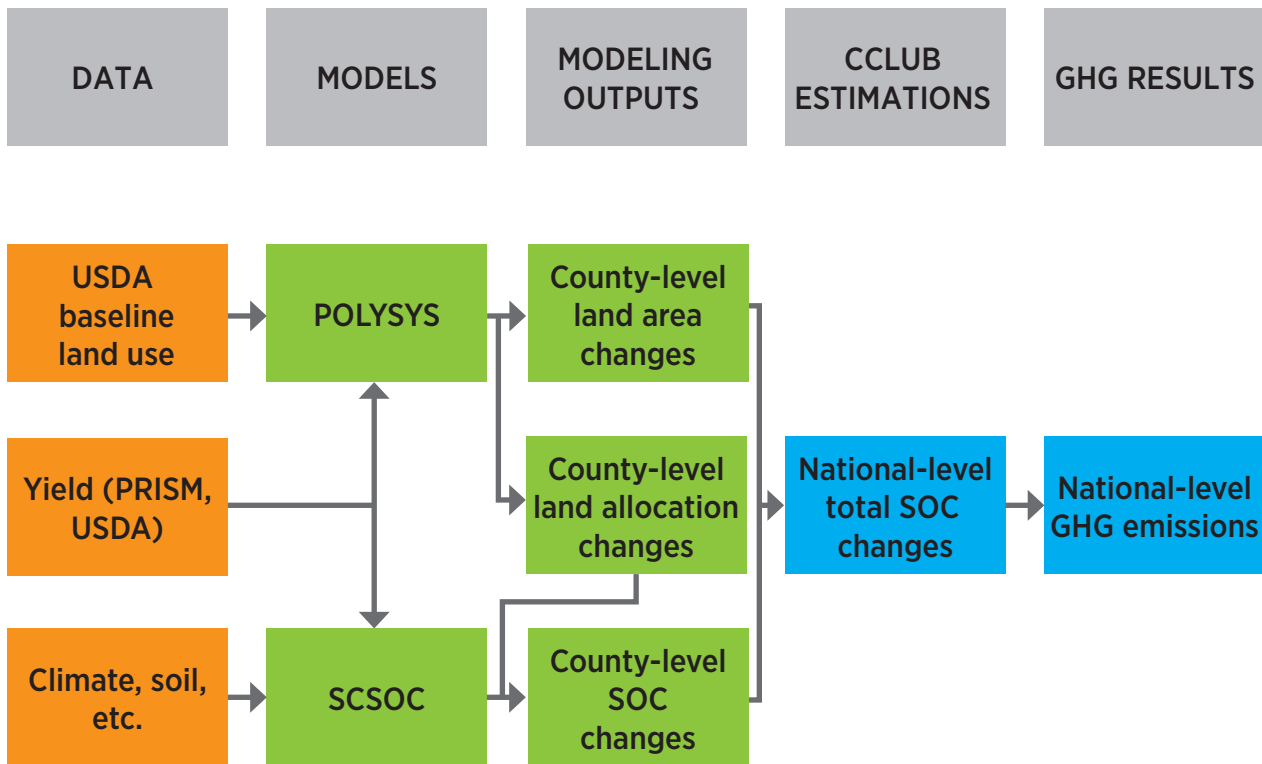 DATA
MODELS
MODELING
OUTPUTS
CCLUB
ESTIMATIONS
GHG RESULTS
USDA
baseline
land use
POLYSYS
County-level
land area
changes
Yield (PRISM,
USDA)
County-level
land allocation
changes
National-level
total SOC
changes
National-level
GHG emissions
Climate, soil,
etc.
SCSOC
County-level
SOC
changes